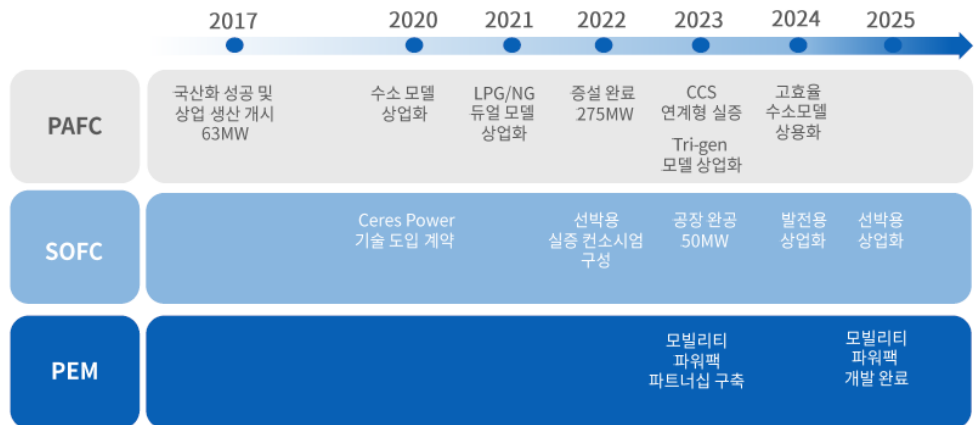 2017
2020
2021
2022
2023
2024
2025
PAFC
국산화 성공 및
상업 생산 개시
63MW
수소 모델
상업화
LPG/NG
듀얼 모델
상업화
증설 완료
275MW
CCS
연계형 실증
Tri-gen
모델 상업화
고효율
수소모델
상용화
SOFC
Ceres Power
기술 도입 계약
선박용
실증 컨소시엄
구성
공장 완공
50MW
발전용
상업화
선박용
상업화
PEM
모빌리티
파워팩
파트너십 구축
모빌리티
파워팩
개발 완료